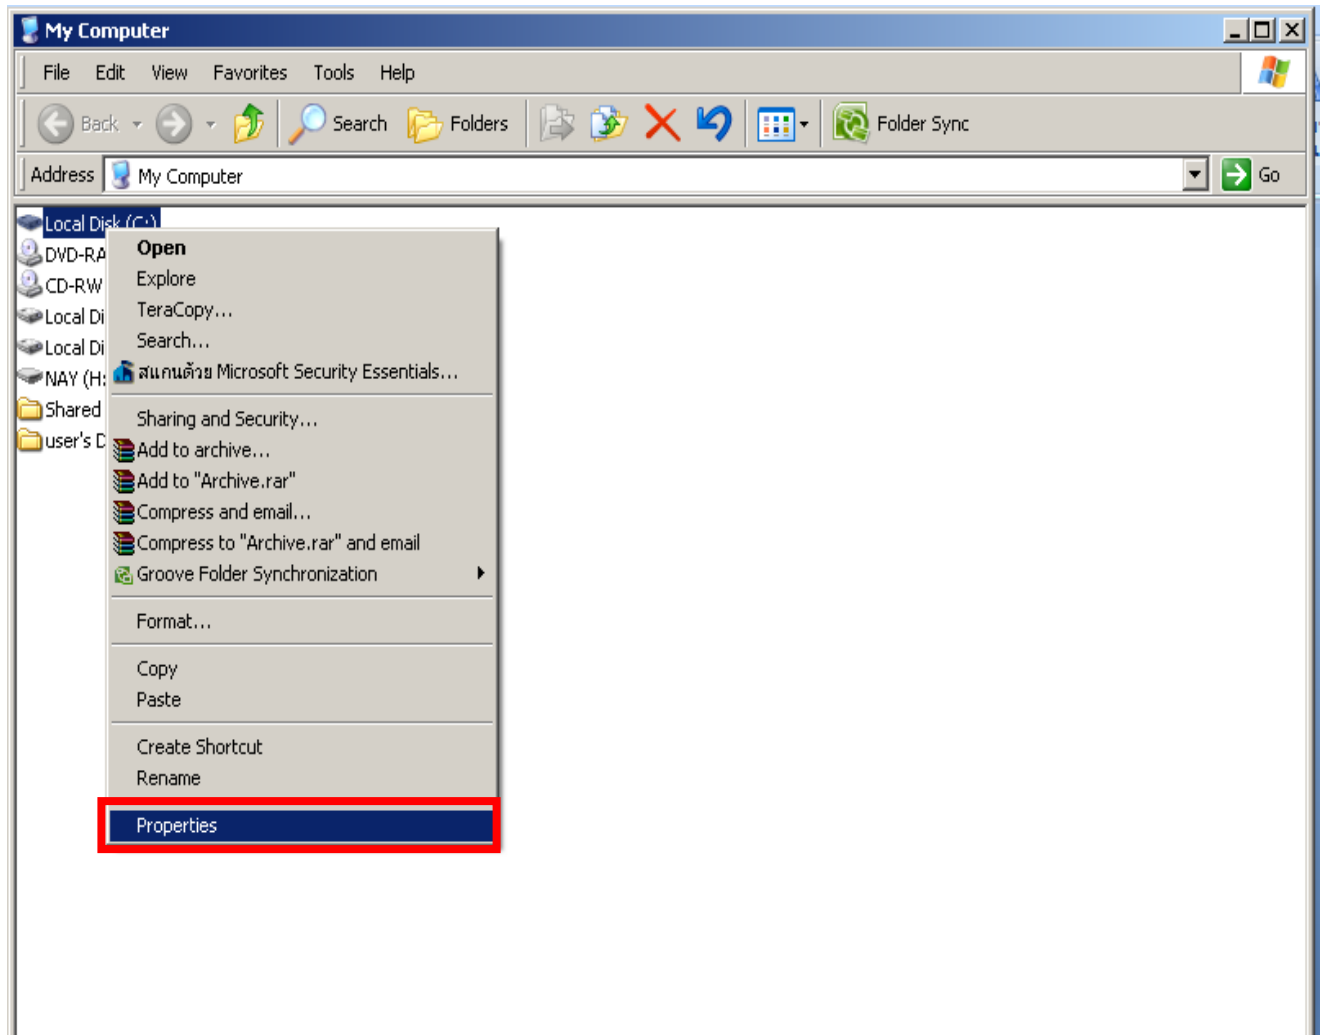 My Computer
File Edit View Favorites Tools Help
Back Search Folders Folder Sync
Address My Computer Go
Local Disk (C:)
DVD-RA
CD-RW
Local Di
Local Di
NAY (H:
Shared
user's D
Open
Explore
TeraCopy...
Search...
สแกนด้วย Microsoft Security Essentials...
Sharing and Security...
Add to archive...
Add to "Archive.rar"
Compress and email...
Compress to "Archive.rar" and email
Groove Folder Synchronization
Format...
Copy
Paste
Create Shortcut
Rename
Properties